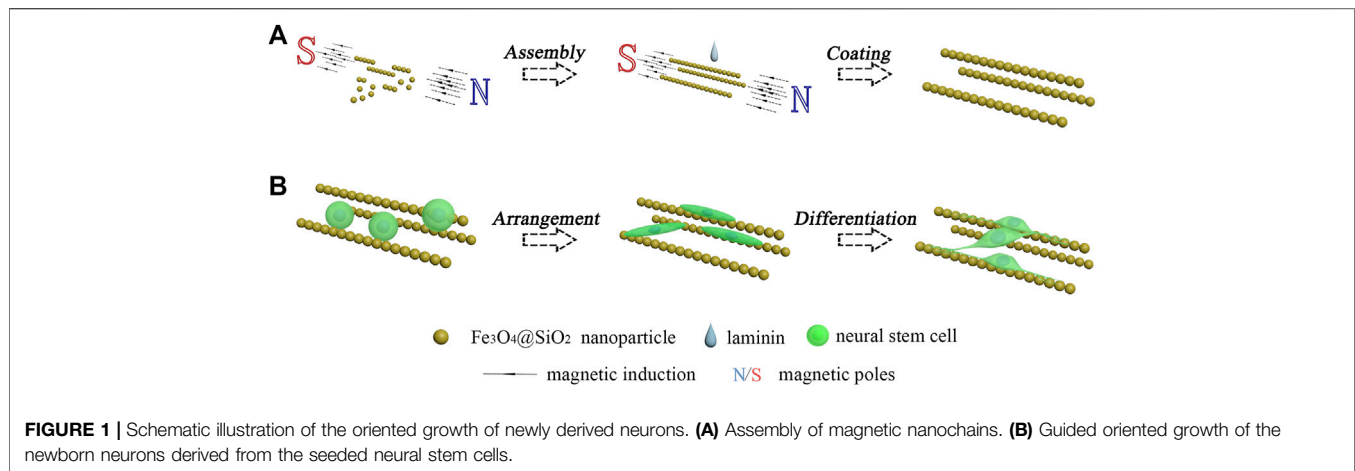 A
S
N
Assembly
S
N
Coating
B
Arrangement
Differentiation
Fe₃O₄@SiO₂ nanoparticle laminin neural stem cell
magnetic induction N/S magnetic poles
FIGURE 1 | Schematic illustration of the oriented growth of newly derived neurons. (A) Assembly of magnetic nanochains. (B) Guided oriented growth of the
newborn neurons derived from the seeded neural stem cells.